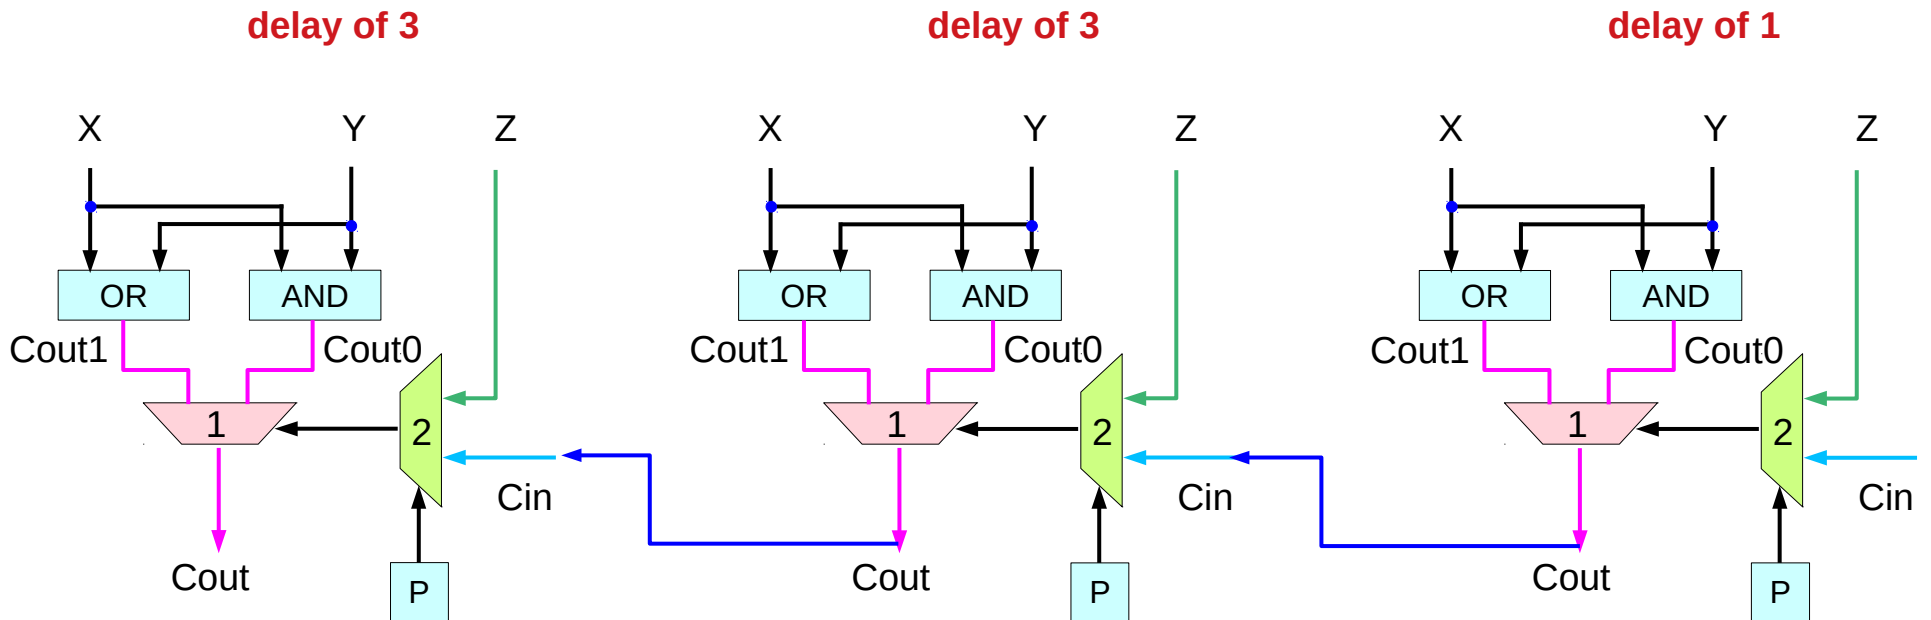 delay of 3 delay of 3 delay of 1
X Y Z X Y Z X Y Z
OR AND OR AND OR AND
Cout1 Cout0 Cout1 Cout0 Cout1 Cout0
1 2 1 2 1 2
Cin Cin Cin
Cout Cout Cout
P P P